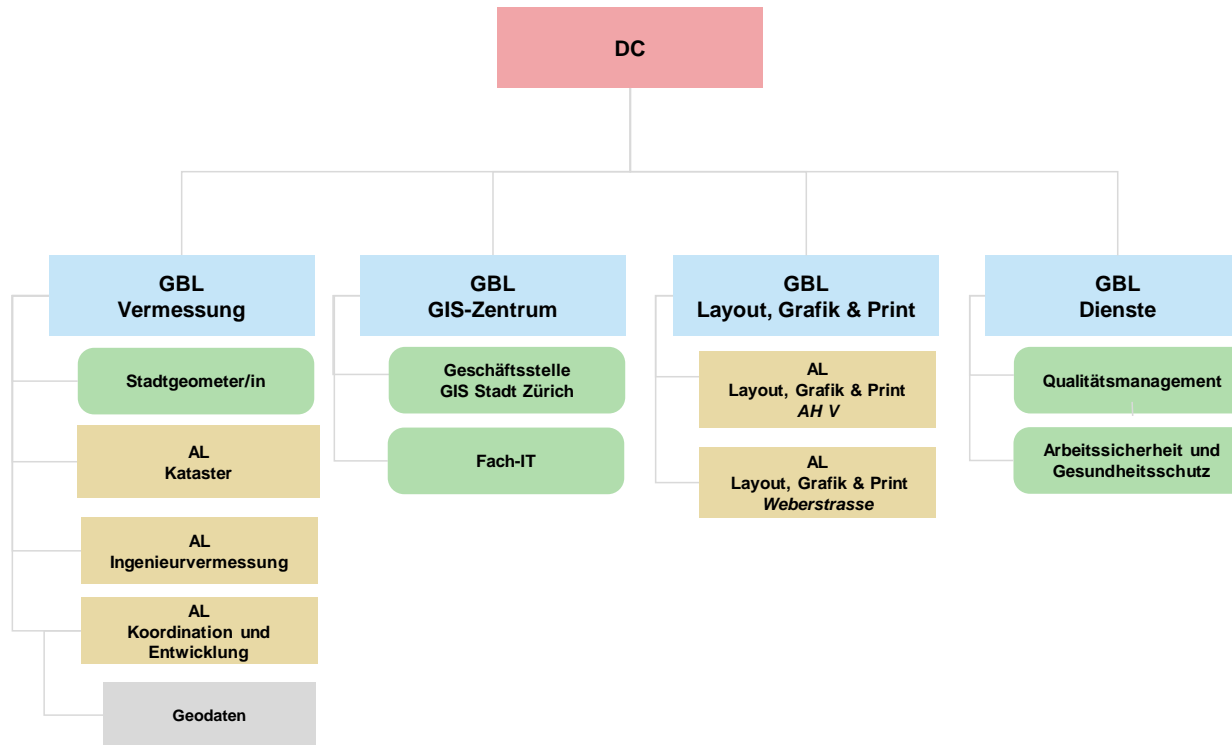 DC
GBL
Vermessung
Stadtgeometer/in
AL
Kataster
AL
Ingenieurvermessung
AL
Koordination und
Entwicklung
Geodaten
GBL
GIS-Zentrum
Geschäftsstelle
GIS Stadt Zürich
Fach-IT
GBL
Layout, Grafik & Print
AL
Layout, Grafik & Print
AH V
AL
Layout, Grafik & Print
Weberstrasse
GBL
Dienste
Qualitätsmanagement
Arbeitssicherheit und
Gesundheitsschutz